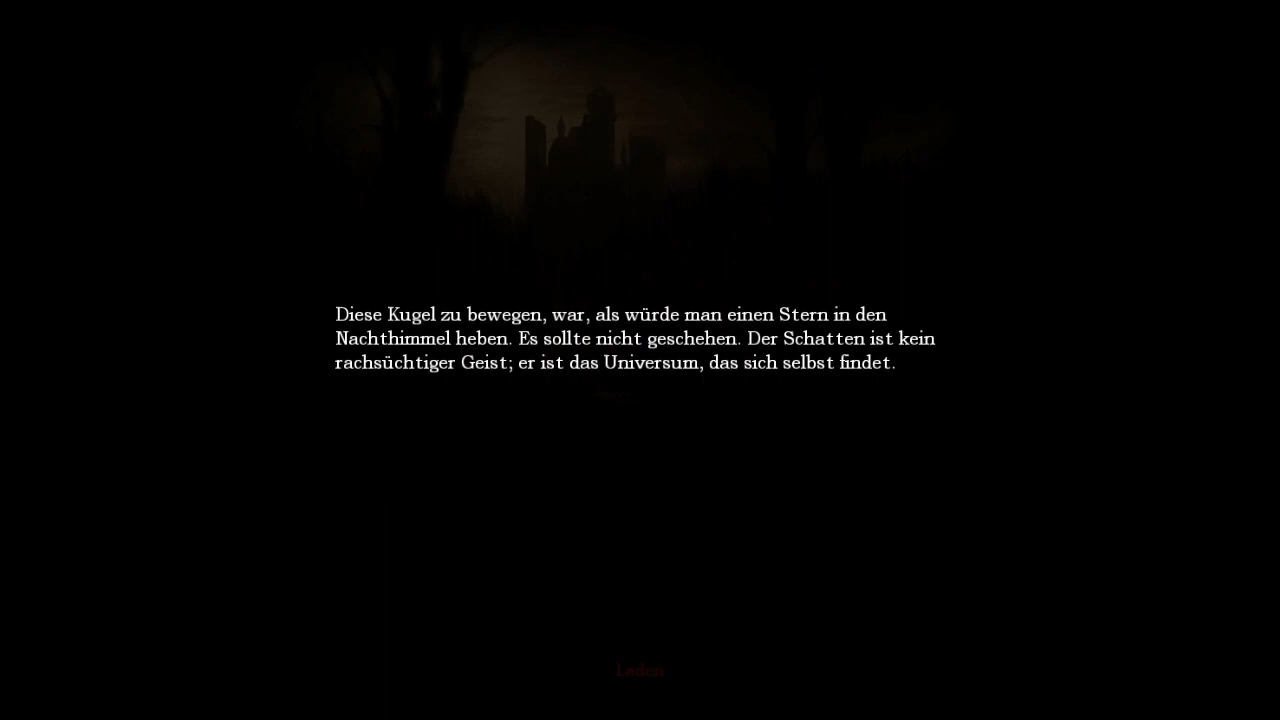 Diese Kugel zu bewegen, war, als würde man einen Stern in den
Nachthimmel heben. Es sollte nicht geschehen. Der Schatten ist kein
rachsüchtiger Geist; er ist das Universum, das sich selbst findet.
Laden